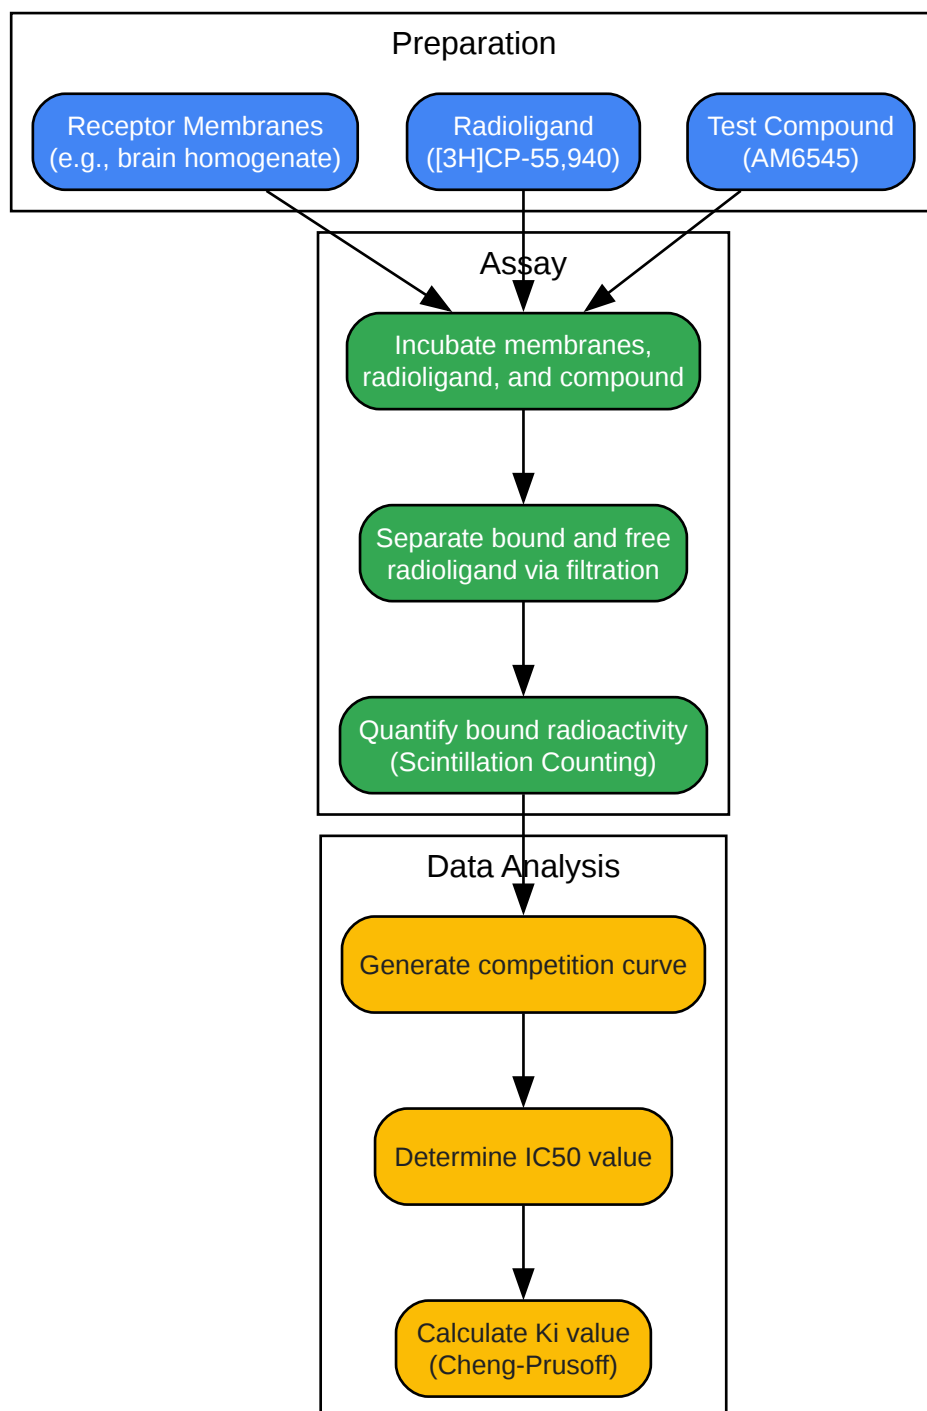 Preparation
Receptor Membranes
(e.g., brain homogenate)
Radioligand
([3H]CP-55,940)
Test Compound
(AM6545)
Assay
Incubate membranes,
radioligand, and compound
Separate bound and free
radioligand via filtration
Quantify bound radioactivity
(Scintillation Counting)
Data Analysis
Generate competition curve
Determine IC50 value
Calculate Ki value
(Cheng-Prusoff)